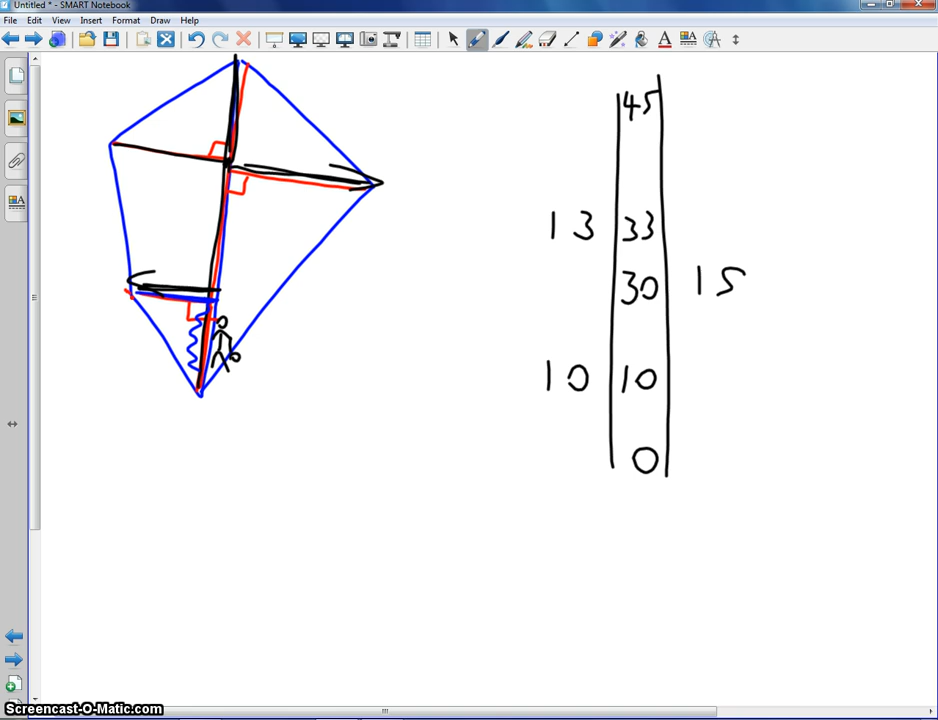 Untitled * - SMART Notebook
File Edit View Insert Format Draw Help
45
13 33
30 15
10 10
0
Screencast-O-Matic.com